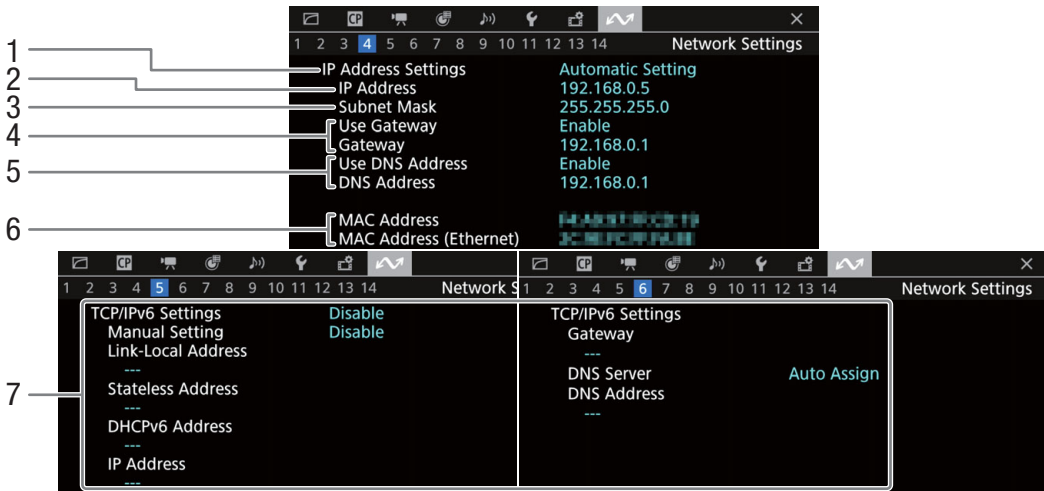 CP
1 2 3 4 5 6 7 8 9 10 11 12 13 14 Network Settings
1 IP Address Settings Automatic Setting
2 IP Address 192.168.0.5
3 Subnet Mask 255.255.255.0
4 Use Gateway Enable
Gateway 192.168.0.1
5 Use DNS Address Enable
DNS Address 192.168.0.1
6 MAC Address
MAC Address (Ethernet)
CP
1 2 3 4 5 6 7 8 9 10 11 12 13 14 Network S
7
TCP/IPv6 Settings Disable
Manual Setting Disable
Link-Local Address
---
Stateless Address
---
DHCPv6 Address
---
IP Address
---
CP
1 2 3 4 5 6 7 8 9 10 11 12 13 14 Network Settings
TCP/IPv6 Settings
Gateway
---
DNS Server Auto Assign
DNS Address
---